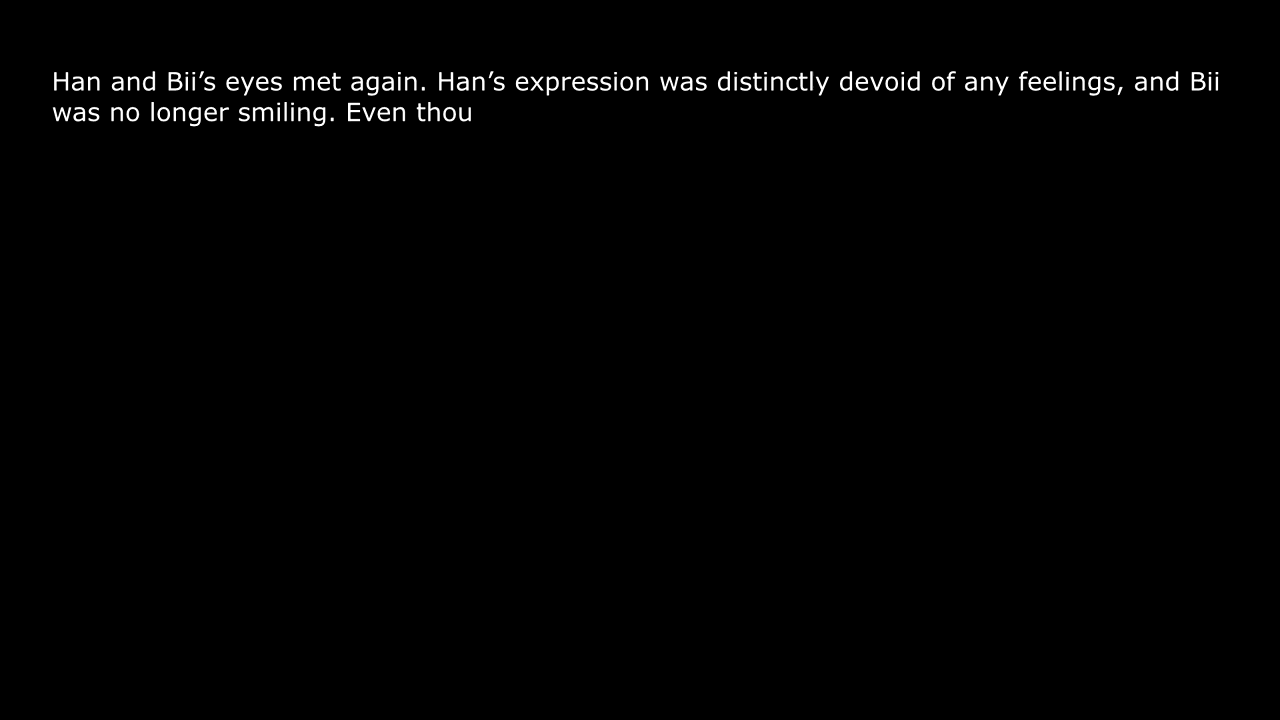 Han and Bii’s eyes met again. Han’s expression was distinctly devoid of any feelings, and Bii
was no longer smiling. Even thou